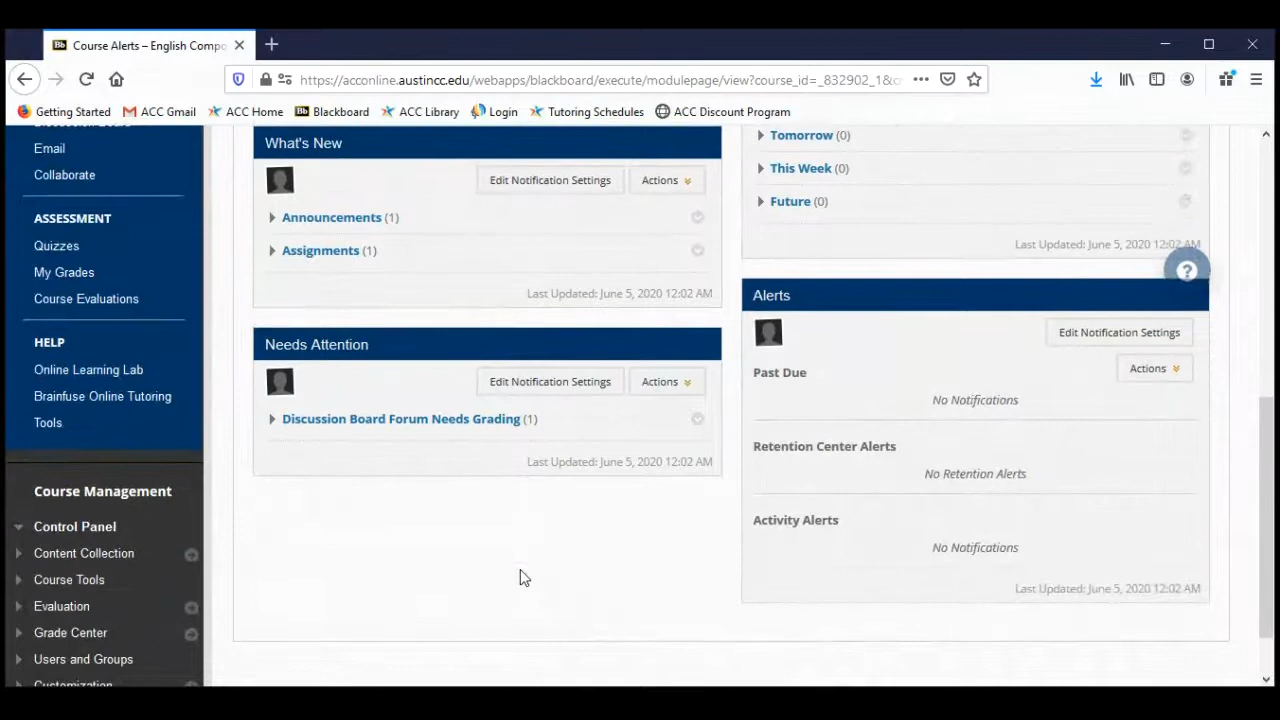 Course Alerts – English Compo
https://acconline.austincc.edu/webapps/blackboard/execute/modulepage/view?course_id=_832902_1&
Getting Started
ACC Gmail
ACC Home
Bb Blackboard
ACC Library
Login
Tutoring Schedules
ACC Discount Program
Discussion Board
Email
Collaborate
ASSESSMENT
Quizzes
My Grades
Course Evaluations
HELP
Online Learning Lab
Brainfuse Online Tutoring
Tools
Course Management
Control Panel
Content Collection
Course Tools
Evaluation
Grade Center
Users and Groups
Customization
What's New
Edit Notification Settings
Actions
Announcements (1)
Assignments (1)
Last Updated: June 5, 2020 12:02 AM
Needs Attention
Edit Notification Settings
Actions
Discussion Board Forum Needs Grading (1)
Last Updated: June 5, 2020 12:02 AM
Tomorrow (0)
This Week (0)
Future (0)
Last Updated: June 5, 2020 12:02 AM
?
Alerts
Edit Notification Settings
Actions
Past Due
No Notifications
Retention Center Alerts
No Retention Alerts
Activity Alerts
No Notifications
Last Updated: June 5, 2020 12:02 AM